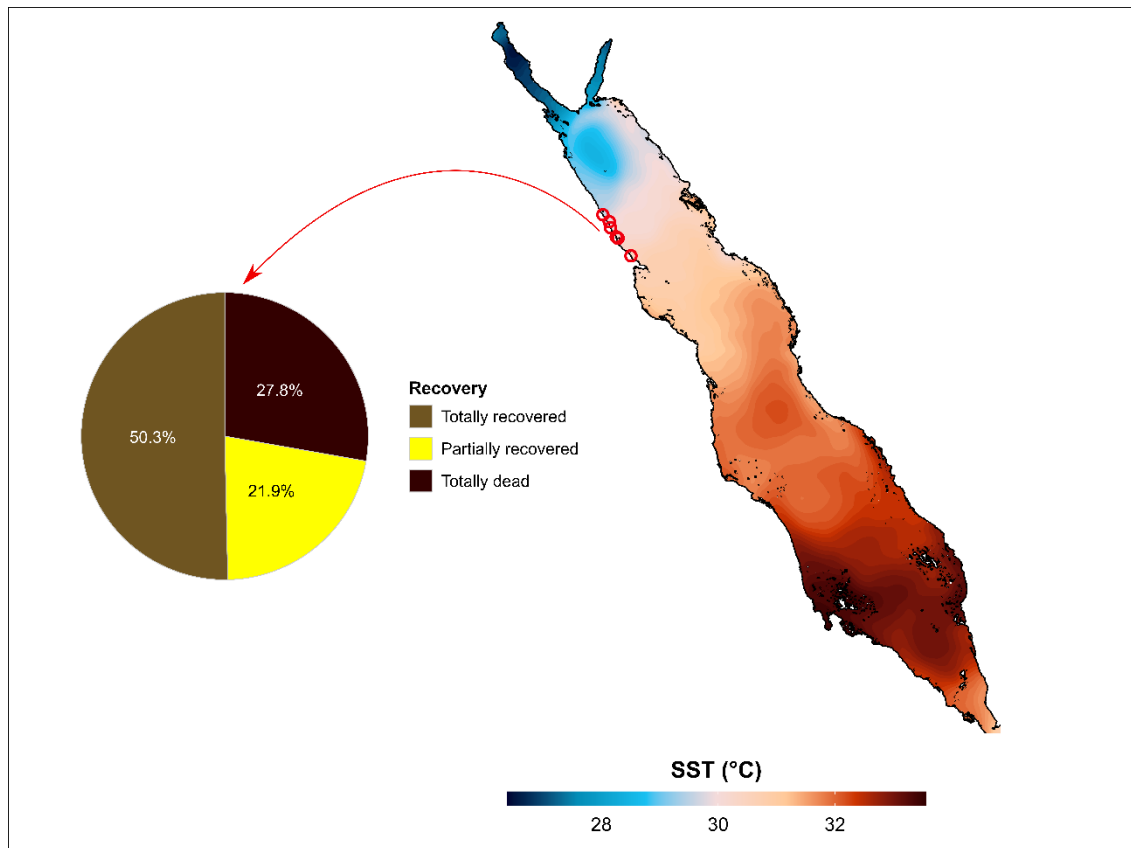 27.8%
50.3%
21.9%
Recovery
Totally recovered
Partially recovered
Totally dead
SST (°C)
28 30 32